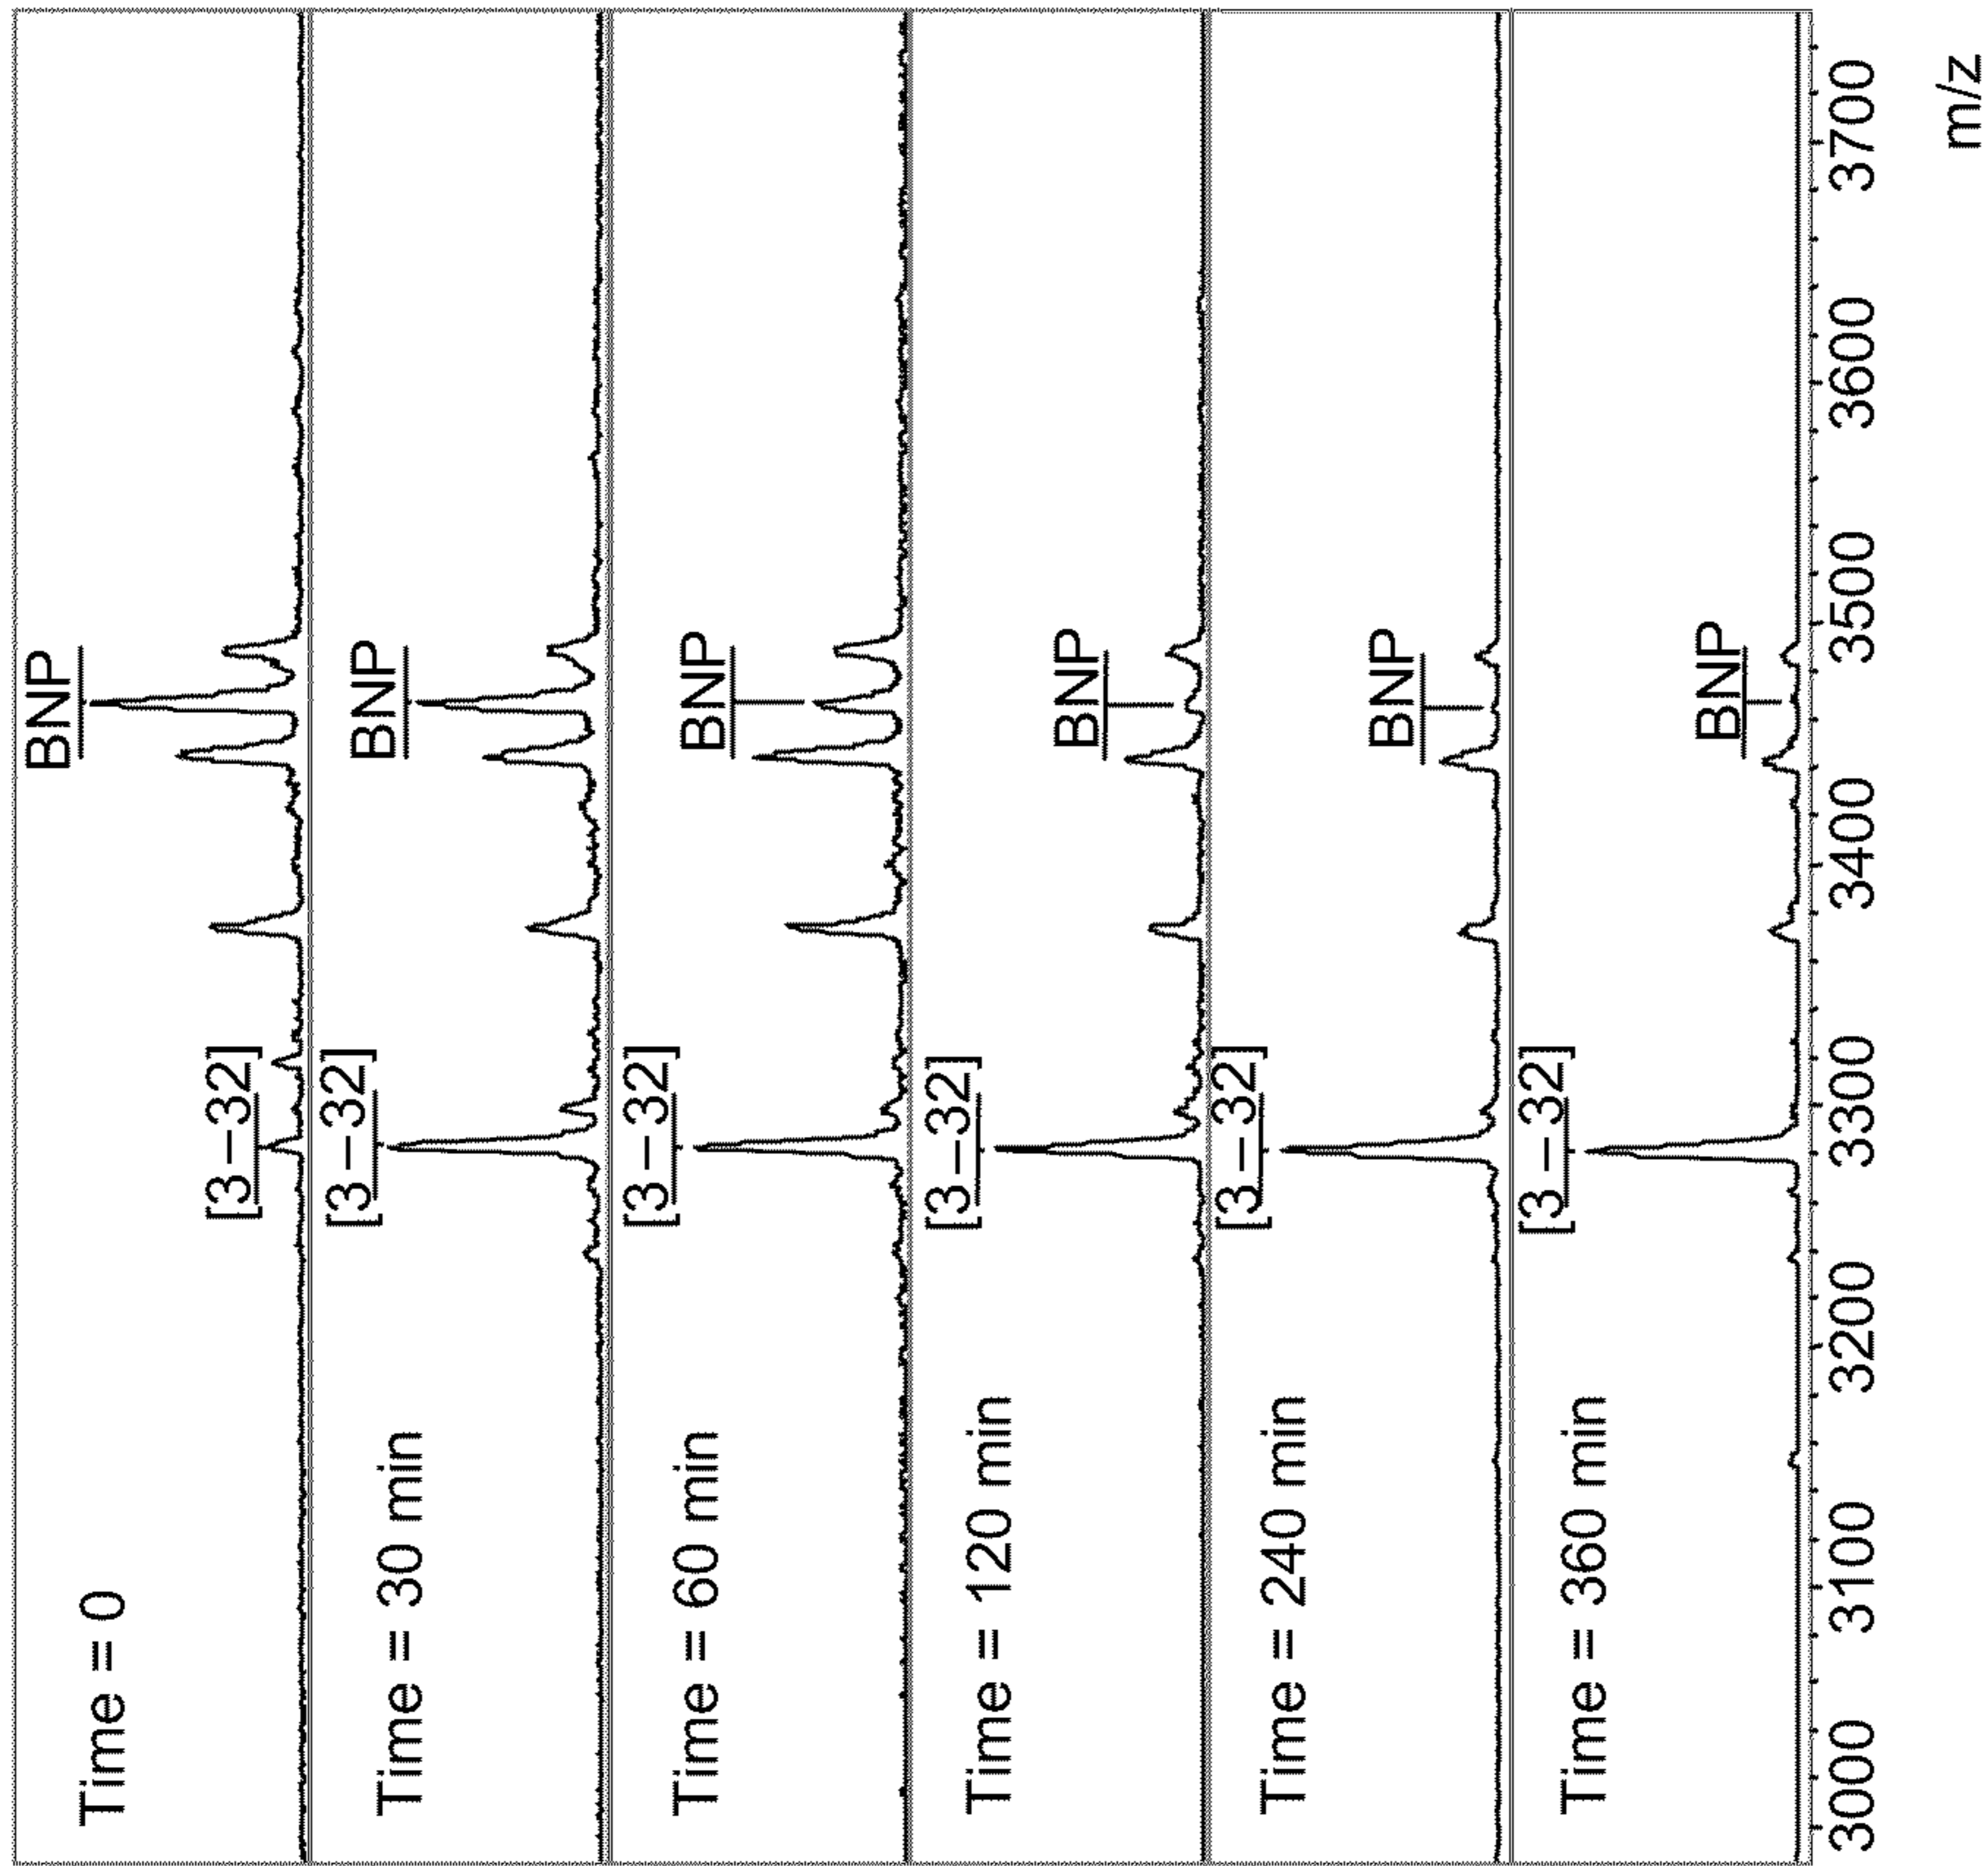 Time = 0
[3–32]
BNP
Time = 30 min
[3–32]
BNP
Time = 60 min
[3–32]
BNP
Time = 120 min
[3–32]
BNP
Time = 240 min
[3–32]
BNP
Time = 360 min
[3–32]
BNP
3000 3100 3200 3300 3400 3500 3600 3700
m/z